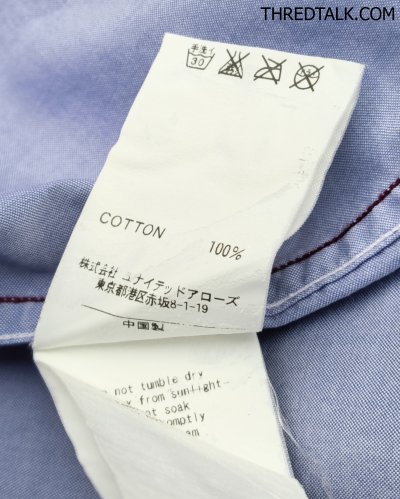 THREDTALK.COM
手洗イ
30
COTTON 100%
株式会社 ユナイテッドアローズ
東京都港区赤坂8-1-19
中国製
not tumble dry
from sunlight-
soak